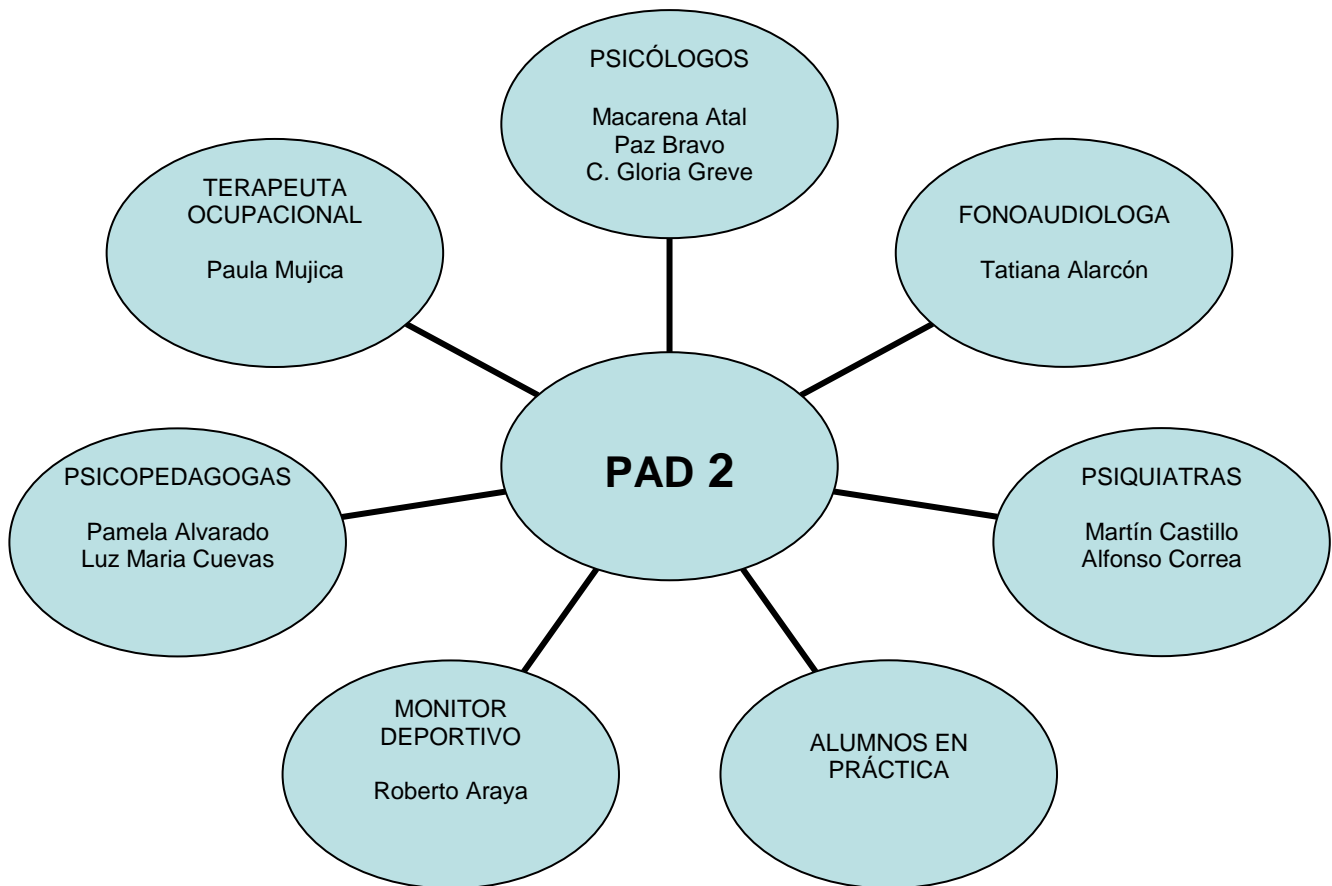 PSICÓLOGOS
Macarena Atal
Paz Bravo
C. Gloria Greve
TERAPEUTA
OCUPACIONAL
Paula Mujica
FONOAUDIOLOGA
Tatiana Alarcón
PAD 2
PSICOPEDAGOGAS
Pamela Alvarado
Luz Maria Cuevas
PSIQUIATRAS
Martín Castillo
Alfonso Correa
MONITOR
DEPORTIVO
Roberto Araya
ALUMNOS EN
PRÁCTICA